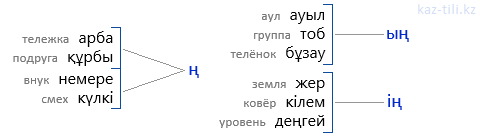 kaz-tili.kz
тележка арба
подруга құрбы
внук немере
смех күлкі
ң
аул ауыл
группа тоб
телёнок бұзау
ың
земля жер
ковёр кілем
уровень деңгей
ің